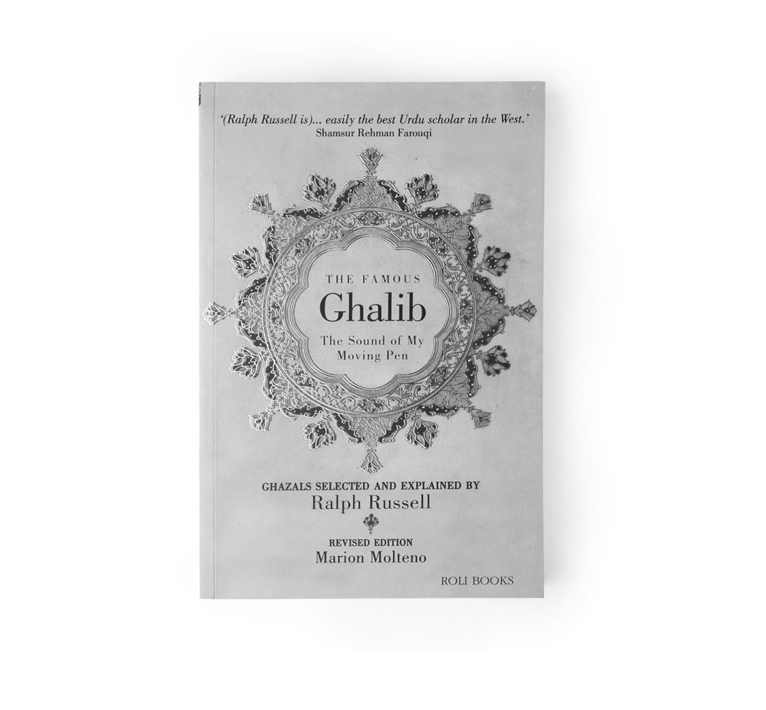 '(Ralph Russell is)... easily the best Urdu scholar in the West.'
Shamsur Rehman Farouqi
THE FAMOUS
Ghalib
The Sound of My
Moving Pen
GHAZALS SELECTED AND EXPLAINED BY
Ralph Russell
REVISED EDITION
Marion Molteno
ROLI BOOKS